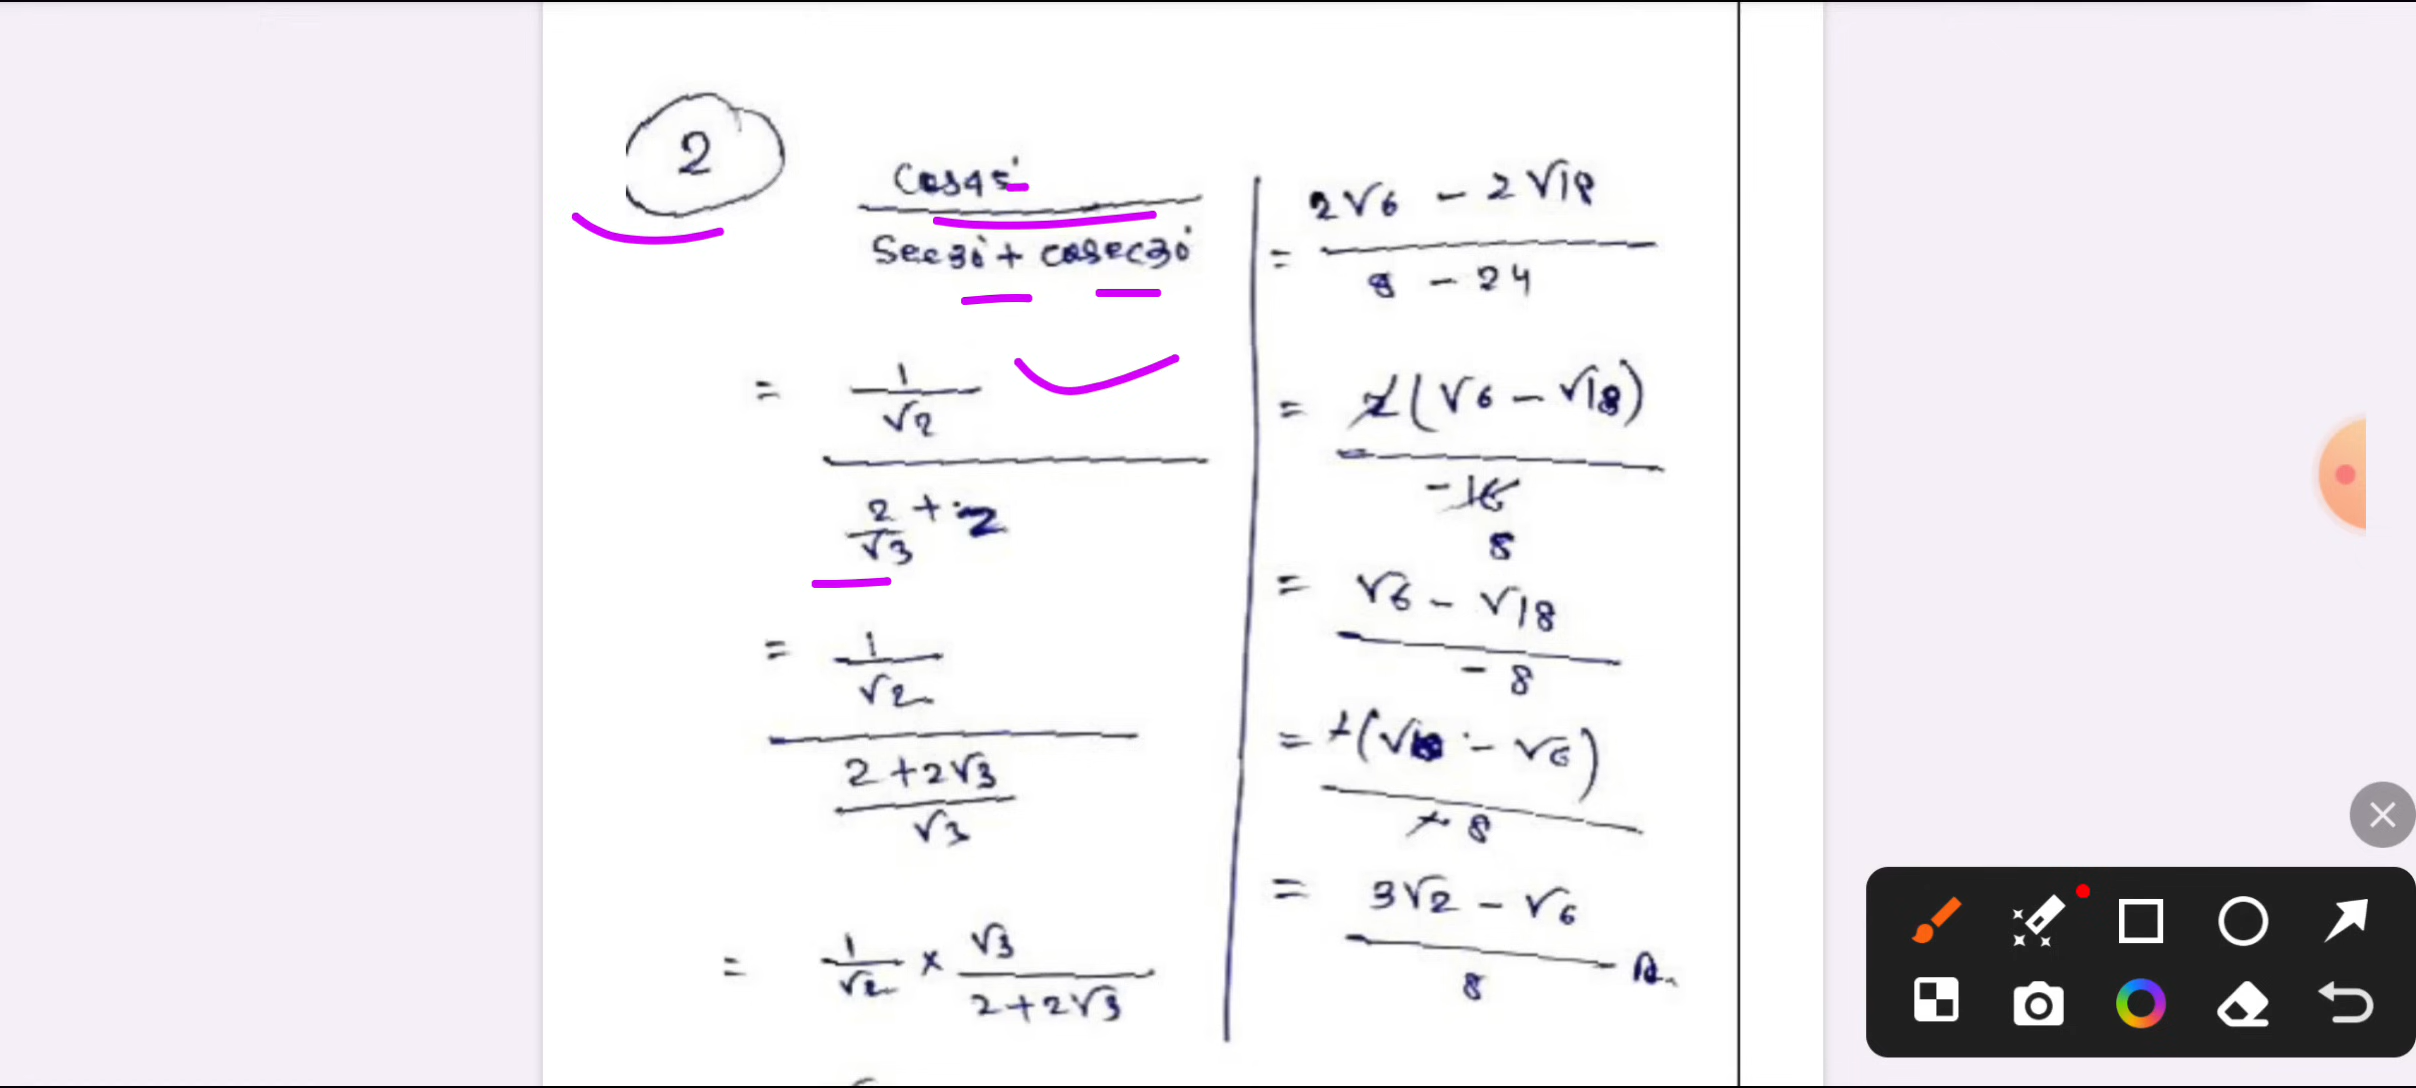 2
Cos45°
Sec30° + cosec30°
= 1
√2
2 + 2
√3
= 1
√2
2 + 2√3
√3
= 1 × √3
√2 2 + 2√3
2√6 - 2√18
=
8 - 24
= 2(√6 - √18)
-16
8
= √6 - √18
- 8
= -(√18 - √6)
- 8
= 3√2 - √6
8